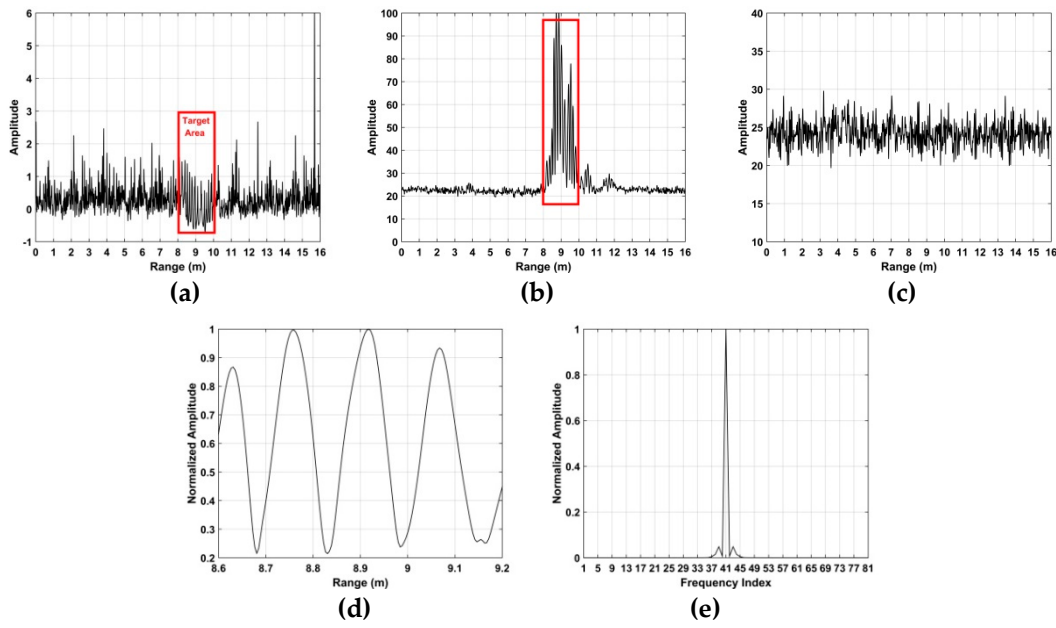 6
5
4
3
2
1
0
-1
Amplitude
Target
Area
0 1 2 3 4 5 6 7 8 9 10 11 12 13 14 15 16
Range (m)
(a)
100
90
80
70
60
50
40
30
20
10
0
Amplitude
0 1 2 3 4 5 6 7 8 9 10 11 12 13 14 15 16
Range (m)
(b)
40
35
30
25
20
15
10
Amplitude
0 1 2 3 4 5 6 7 8 9 10 11 12 13 14 15 16
Range (m)
(c)
1
0.9
0.8
0.7
0.6
0.5
0.4
0.3
0.2
Normalized Amplitude
8.6 8.7 8.8 8.9 9 9.1 9.2
Range (m)
(d)
1
0.8
0.6
0.4
0.2
0
Normalized Amplitude
1 5 9 13 17 21 25 29 33 37 41 45 49 53 57 61 65 69 73 77 81
Frequency Index
(e)